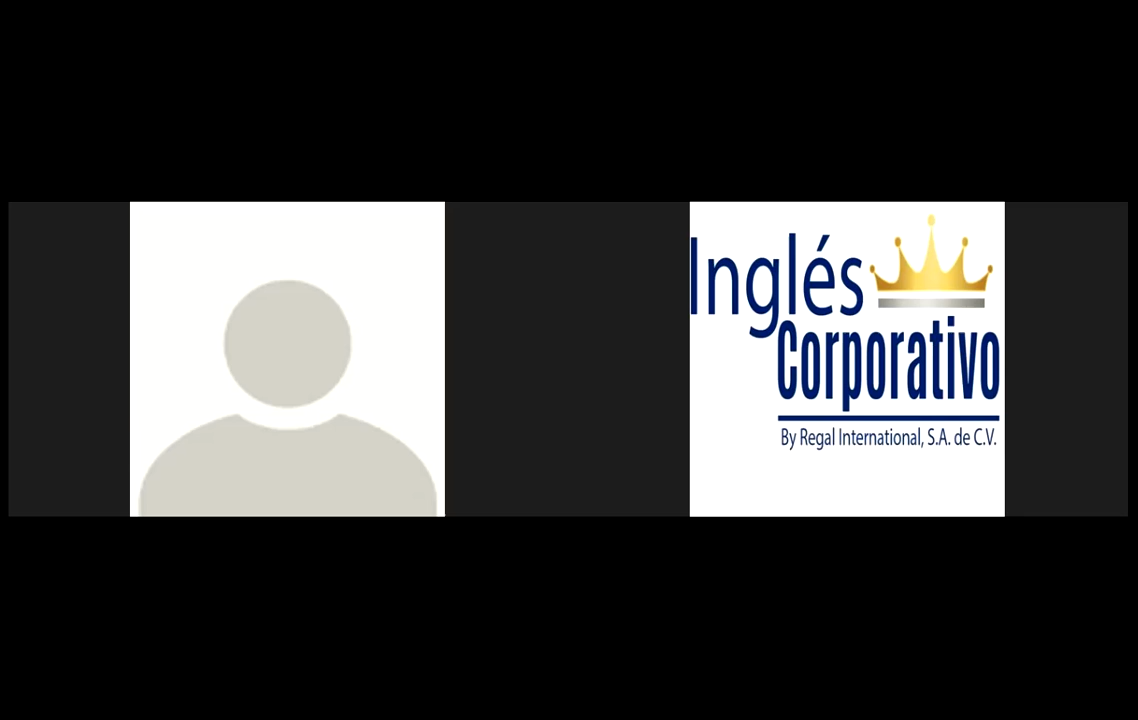 Inglés
Corporativo
By Regal International, S.A. de C.V.